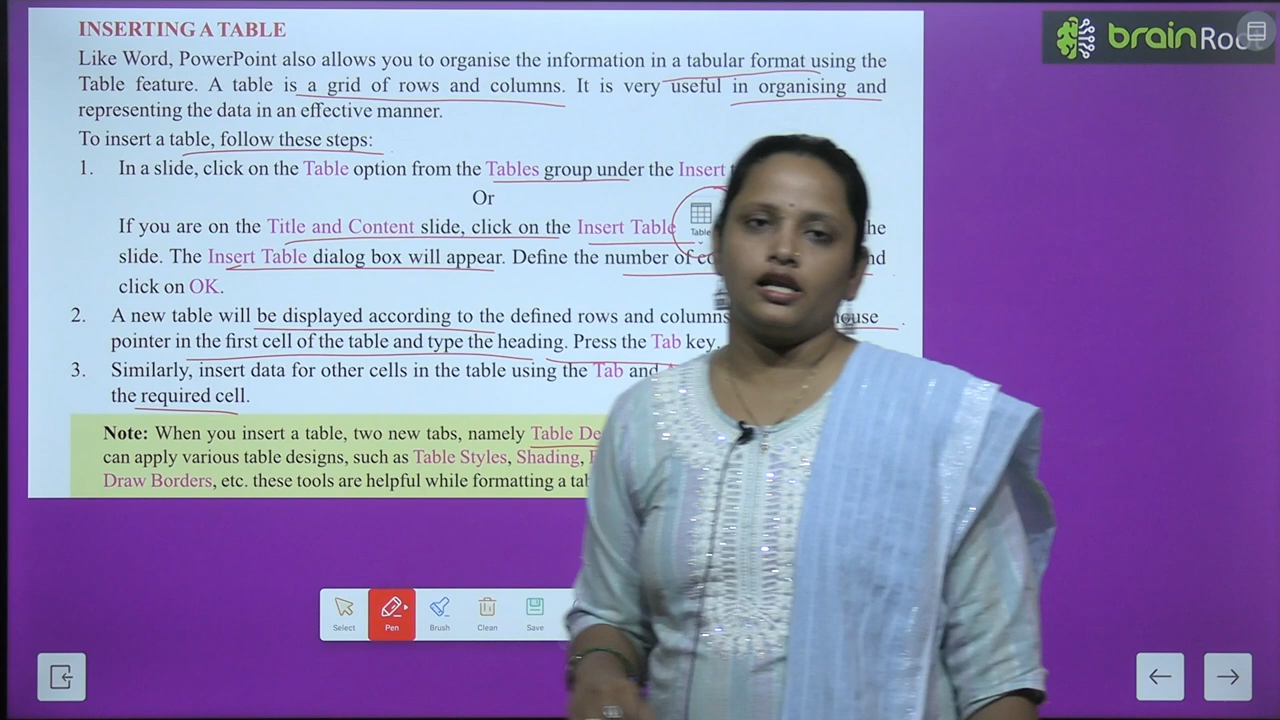 INSERTING A TABLE
Like Word, PowerPoint also allows you to organise the information in a tabular format using the
Table feature. A table is a grid of rows and columns. It is very useful in organising and
representing the data in an effective manner.
To insert a table, follow these steps:
1. In a slide, click on the Table option from the Tables group under the Insert
Or
If you are on the Title and Content slide, click on the Insert Table
Table
slide. The Insert Table dialog box will appear. Define the number of
click on OK.
2. A new table will be displayed according to the defined rows and columns
pointer in the first cell of the table and type the heading. Press the Tab key.
3. Similarly, insert data for other cells in the table using the Tab and
the required cell.
Note: When you insert a table, two new tabs, namely Table
can apply various table designs, such as Table Styles, Shading,
Draw Borders, etc. these tools are helpful while formatting a
Select Pen Brush Clean Save
brain